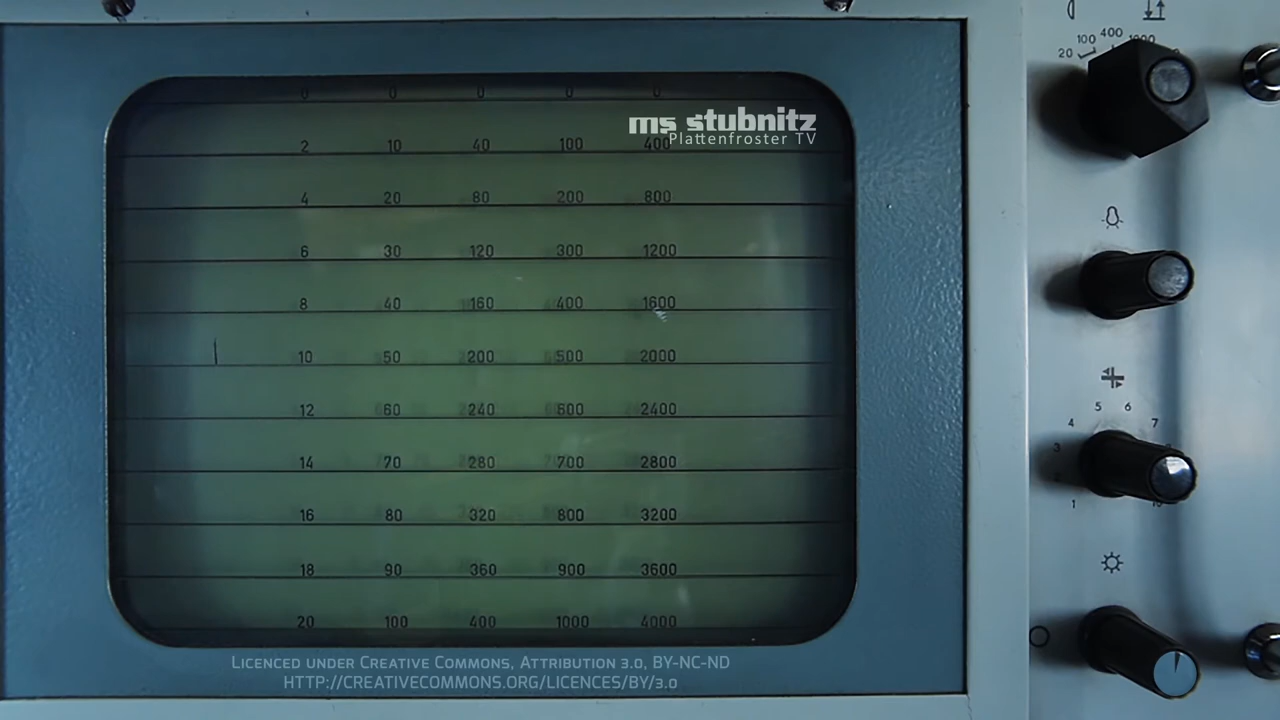 0 0 0 0 0
ms stubnitz
Plattenfroster TV
2 10 40 100 400
4 20 80 200 800
6 30 120 300 1200
8 40 160 400 1600
10 50 200 500 2000
12 60 240 600 2400
14 70 280 700 2800
16 80 320 800 3200
18 90 360 900 3600
20 100 400 1000 4000
Licenced under Creative Commons, Attribution 3.0, BY-NC-ND
HTTP://CREATIVECOMMONS.ORG/LICENCES/BY/3.0
20 100 400
5 6
4 7
3
1